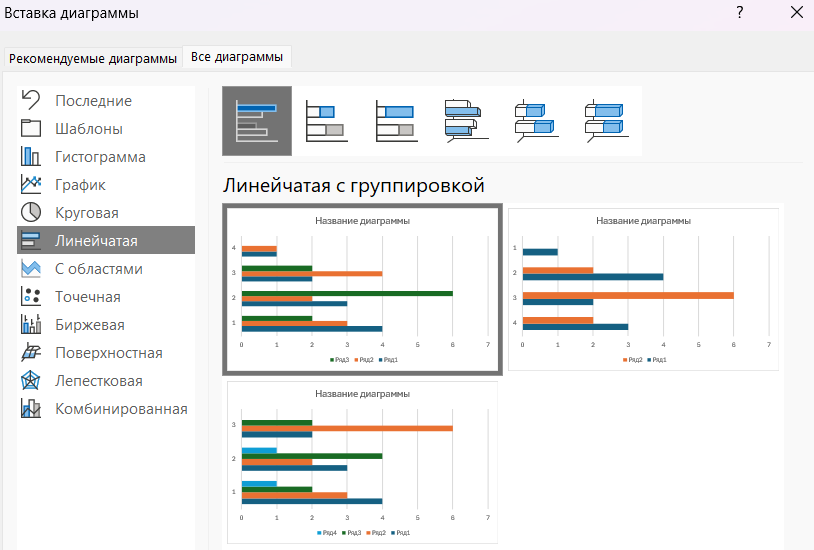 Вставка диаграммы ?
Рекомендуемые диаграммы Все диаграммы
Последние
Шаблоны
Гистограмма
График
Круговая
Линейчатая
С областями
Точечная
Биржевая
Поверхностная
Лепестковая
Комбинированная
Линейчатая с группировкой
Название диаграммы
4
3
2
1
0 1 2 3 4 5 6 7
Ряд3 Ряд2 Ряд1
Название диаграммы
1
2
3
4
0 1 2 3 4 5 6 7
Ряд2 Ряд1
Название диаграммы
3
2
1
0 1 2 3 4 5 6 7
Ряд4 Ряд3 Ряд2 Ряд1